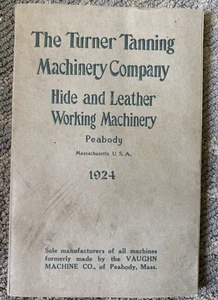 The Turner Tanning
Machinery Company
Hide and Leather
Working Machinery
Peabody
Massachusetts U. S. A.
1924
Sole manufacturers of all machines
formerly made by the VAUGHN
MACHINE CO., of Peabody, Mass.